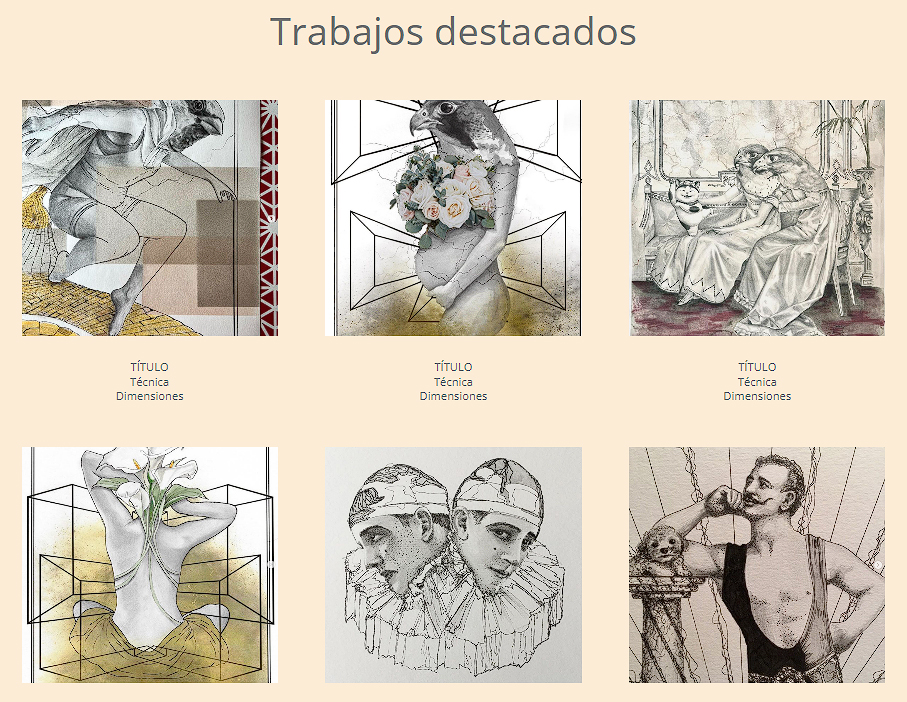 Trabajos destacados
TÍTULO
Técnica
Dimensiones
TÍTULO
Técnica
Dimensiones
TÍTULO
Técnica
Dimensiones